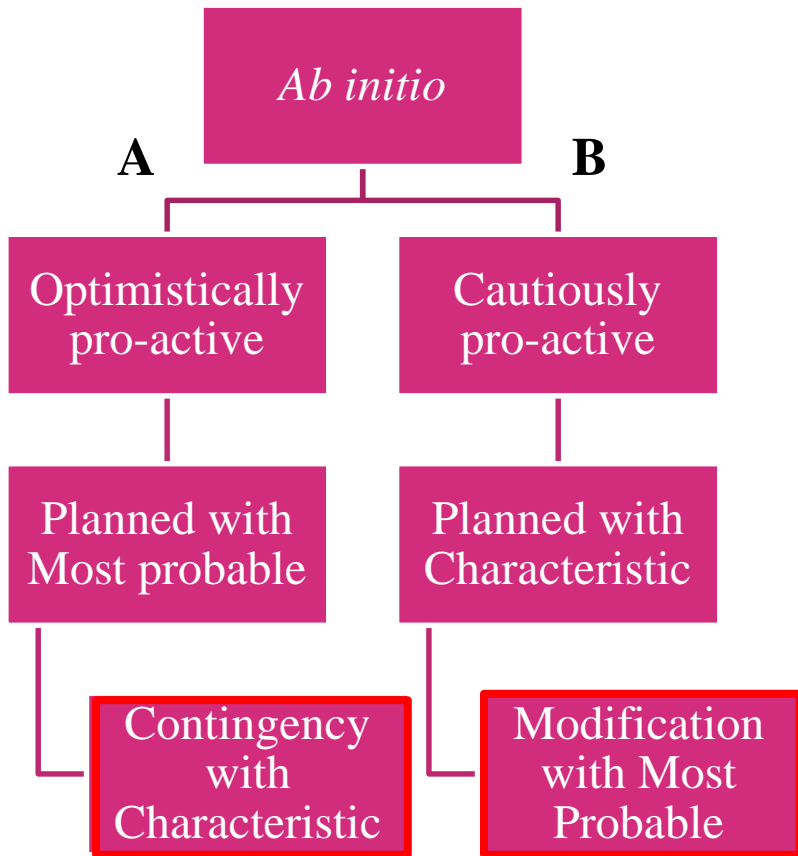 Ab initio
A
B
Optimistically
pro-active
Cautiously
pro-active
Planned with
Most probable
Planned with
Characteristic
Contingency
with
Characteristic
Modification
with Most
Probable